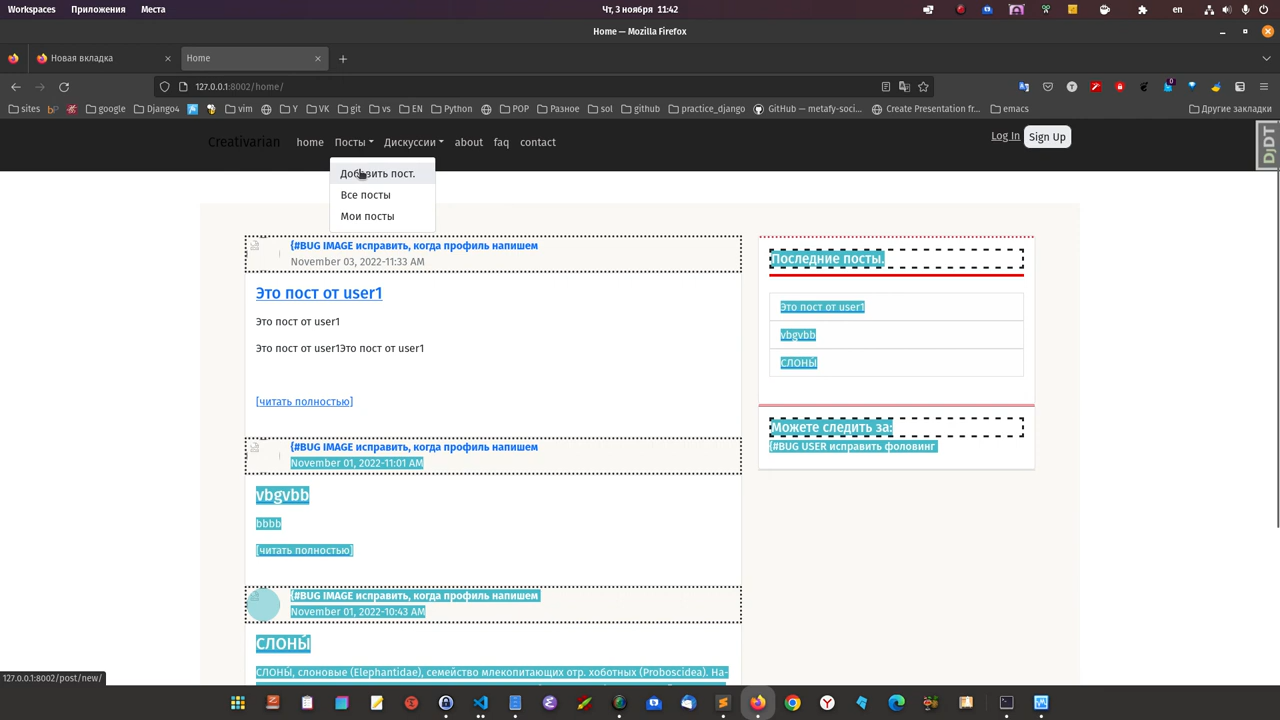 Workspaces Приложения Места Чт, 3 ноября 11:42 en
Home — Mozilla Firefox
Новая вкладка Home
127.0.0.1:8002/home/
sites google Django4 vim Y VK git vs EN Python POP Разное sol github practice_django GitHub — metafy-soci... Create Presentation fr... emacs Другие закладки
Creativarian home Посты Дискуссии about faq contact Log In Sign Up
DjDT
Добавить пост.
Все посты
Мои посты
{#BUG IMAGE исправить, когда профиль напишем
November 03, 2022-11:33 AM
Это пост от user1
Это пост от user1
Это пост от user1Это пост от user1
[читать полностью]
{#BUG IMAGE исправить, когда профиль напишем
November 01, 2022-11:01 AM
vbgvbb
bbbb
[читать полностью]
{#BUG IMAGE исправить, когда профиль напишем
November 01, 2022-10:43 AM
СЛОНЫ́
СЛОНЫ́, слоновые (Elephantidae), семейство млекопитающих отр. хоботных (Proboscidea). На-
Последние посты.
Это пост от user1
vbgvbb
СЛОНЫ́
Можете следить за:
{#BUG USER исправить фоловинг
127.0.0.1:8002/post/new/